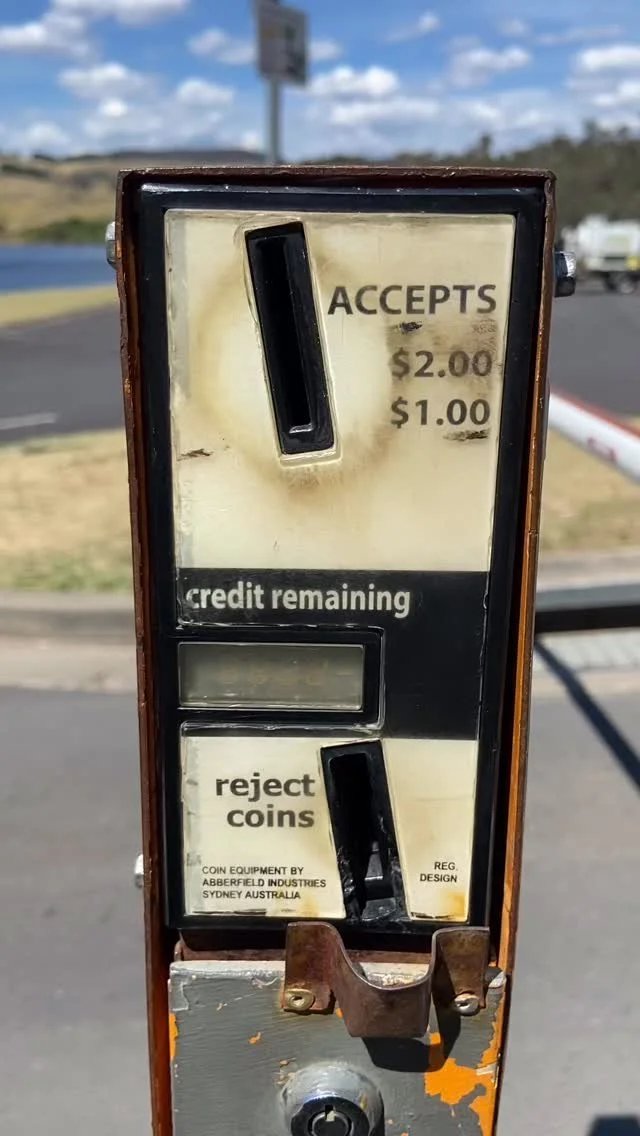 ACCEPTS
$2.00
$1.00
credit remaining
reject
coins
COIN EQUIPMENT BY
ABBERFIELD INDUSTRIES
SYDNEY AUSTRALIA
REG.
DESIGN